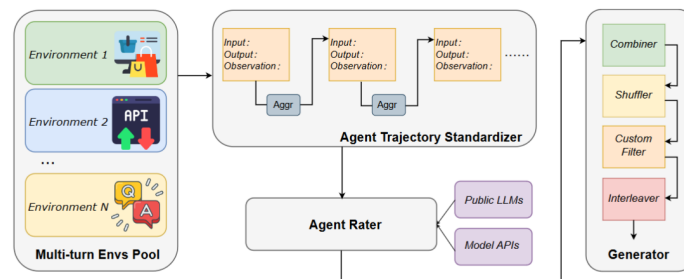 Environment 1
API
Environment 2
...
Q
A
Environment N
Multi-turn Envs Pool
Input:
Output:
Observation:
Input:
Output:
Observation:
Input:
Output:
Observation:
......
Aggr
Aggr
Agent Trajectory Standardizer
Agent Rater
Public LLMs
Model APIs
Combiner
Shuffler
Custom
Filter
Interleaver
Generator